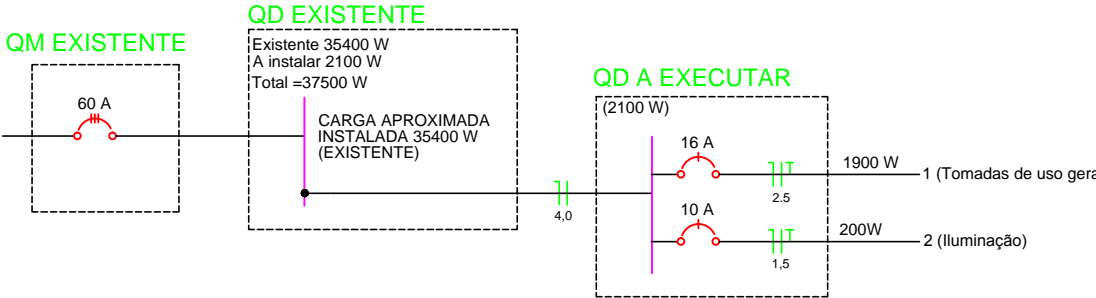 QD EXISTENTE
QM EXISTENTE
Existente 35400 W
A instalar 2100 W
Total =37500 W
60 A
CARGA APROXIMADA
INSTALADA 35400 W
(EXISTENTE)
QD A EXECUTAR
(2100 W)
16 A
1900 W
1 (Tomadas de uso gera
2.5
4,0
10 A
200W
2 (Iluminação)
1,5